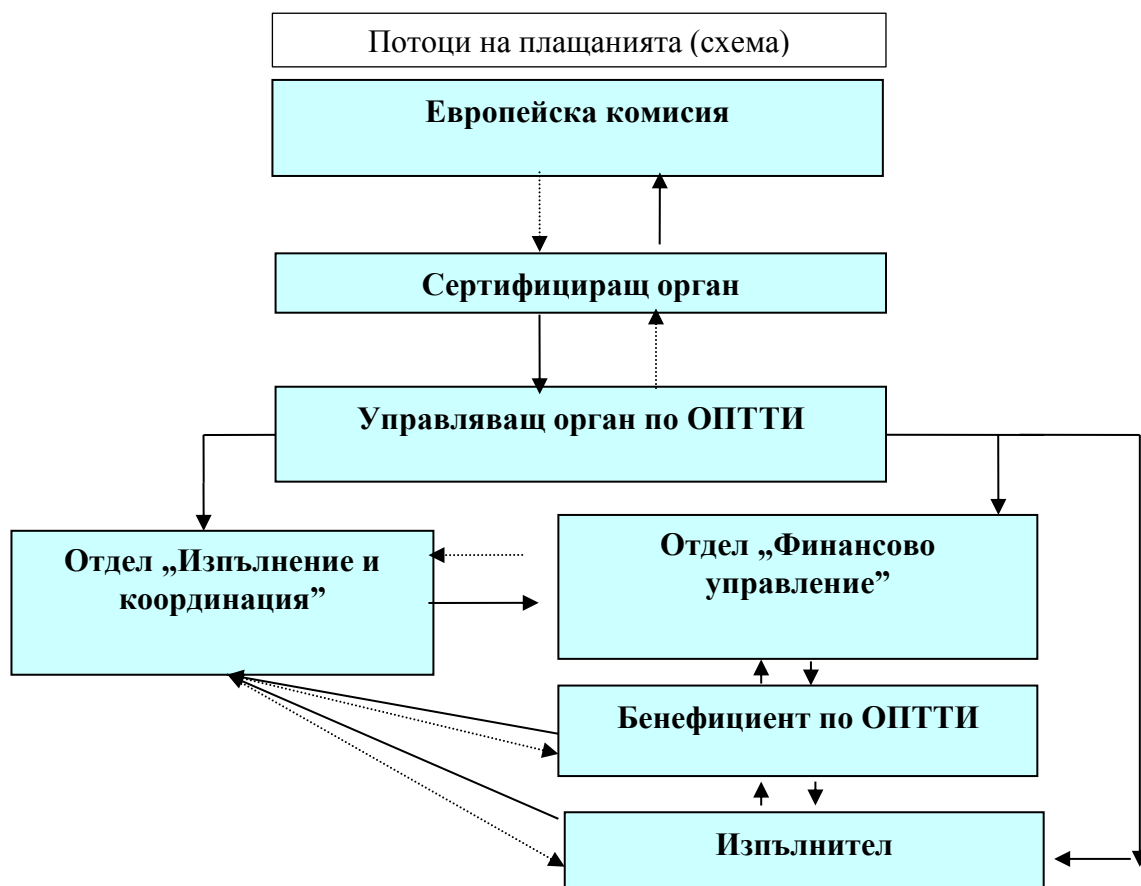 Потоци на плащанията (схема)
Европейска комисия
Сертифициращ орган
Управляващ орган по ОПТТИ
Отдел „Изпълнение и
координация”
Отдел „Финансово
управление”
Бенефициент по ОПТТИ
Изпълнител